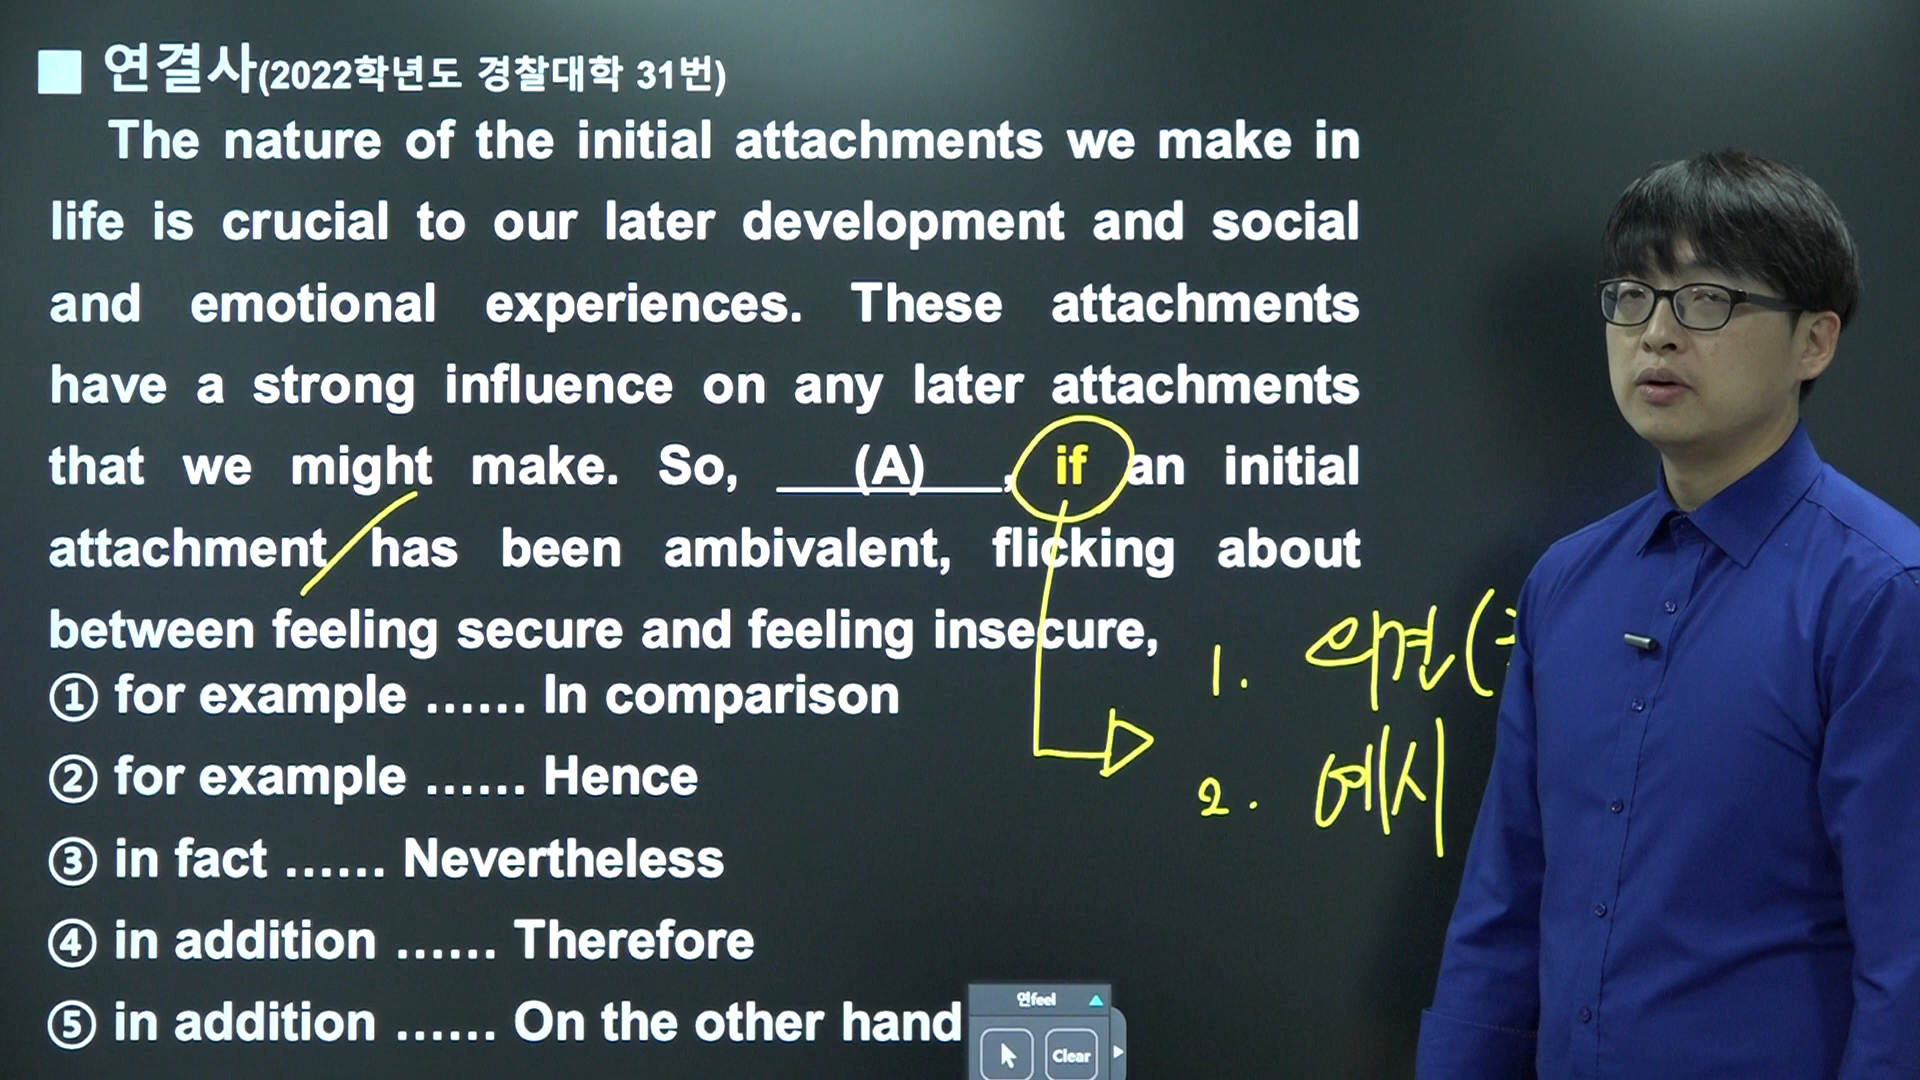 ■ 연결사(2022학년도 경찰대학 31번)
The nature of the initial attachments we make in
life is crucial to our later development and social
and emotional experiences. These attachments
have a strong influence on any later attachments
that we might make. So, ___(A)___, if an initial
attachment has been ambivalent, flicking about
between feeling secure and feeling insecure,
1. 의견(
① for example ...... In comparison
② for example ...... Hence
2. 예시
③ in fact ...... Nevertheless
④ in addition ...... Therefore
⑤ in addition ...... On the other hand
연feel
Clear